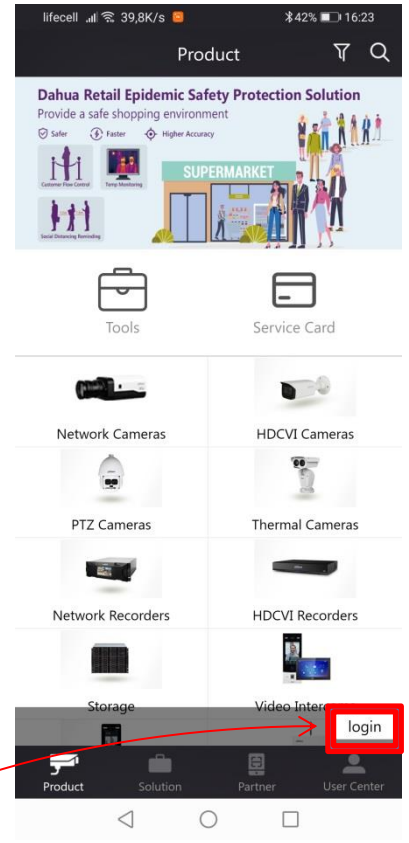 lifecell 39,8K/s 42% 16:23
Product
Dahua Retail Epidemic Safety Protection Solution
Provide a safe shopping environment
Safer Faster Higher Accuracy
Customer Flow Control Temp Monitoring
SUPERMARKET
Social Distancing Reminding
Tools Service Card
Network Cameras HDCVI Cameras
PTZ Cameras Thermal Cameras
Network Recorders HDCVI Recorders
Storage Video Inter
login
Product Solution Partner User Center